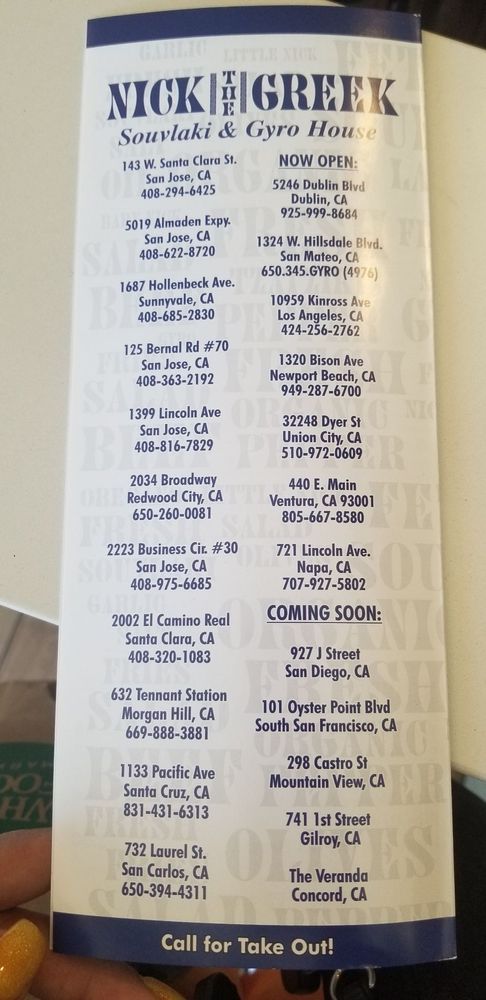 NICK THE GREEK
Souvlaki & Gyro House
143 W. Santa Clara St.
San Jose, CA
408-294-6425
5019 Almaden Expy.
San Jose, CA
408-622-8720
1687 Hollenbeck Ave.
Sunnyvale, CA
408-685-2830
125 Bernal Rd #70
San Jose, CA
408-363-2192
1399 Lincoln Ave
San Jose, CA
408-816-7829
2034 Broadway
Redwood City, CA
650-260-0081
2223 Business Cir. #30
San Jose, CA
408-975-6685
2002 El Camino Real
Santa Clara, CA
408-320-1083
632 Tennant Station
Morgan Hill, CA
669-888-3881
1133 Pacific Ave
Santa Cruz, CA
831-431-6313
732 Laurel St.
San Carlos, CA
650-394-4311
NOW OPEN:
5246 Dublin Blvd
Dublin, CA
925-999-8684
1324 W. Hillsdale Blvd.
San Mateo, CA
650.345.GYRO (4976)
10959 Kinross Ave
Los Angeles, CA
424-256-2762
1320 Bison Ave
Newport Beach, CA
949-287-6700
32248 Dyer St
Union City, CA
510-972-0609
440 E. Main
Ventura, CA 93001
805-667-8580
721 Lincoln Ave.
Napa, CA
707-927-5802
COMING SOON:
927 J Street
San Diego, CA
101 Oyster Point Blvd
South San Francisco, CA
298 Castro St
Mountain View, CA
741 1st Street
Gilroy, CA
The Veranda
Concord, CA
Call for Take Out!